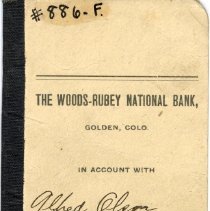 #886-F.
THE WOODS-RUBEY NATIONAL BANK,
GOLDEN, COLO.
IN ACCOUNT WITH
Alfred Olson